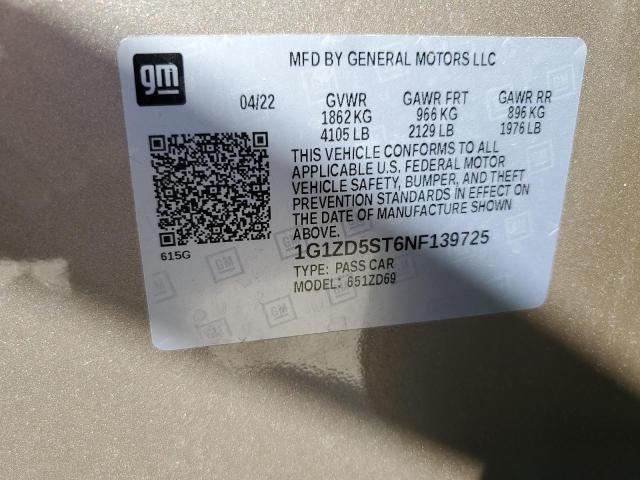 gm
MFD BY GENERAL MOTORS LLC
04/22 GVWR GAWR FRT GAWR RR
1862 KG 966 KG 896 KG
4105 LB 2129 LB 1976 LB
THIS VEHICLE CONFORMS TO ALL
APPLICABLE U.S. FEDERAL MOTOR
VEHICLE SAFETY, BUMPER, AND THEFT
PREVENTION STANDARDS IN EFFECT ON
THE DATE OF MANUFACTURE SHOWN
ABOVE.
615G
1G1ZD5ST6NF139725
TYPE: PASS CAR
MODEL: 651ZD69